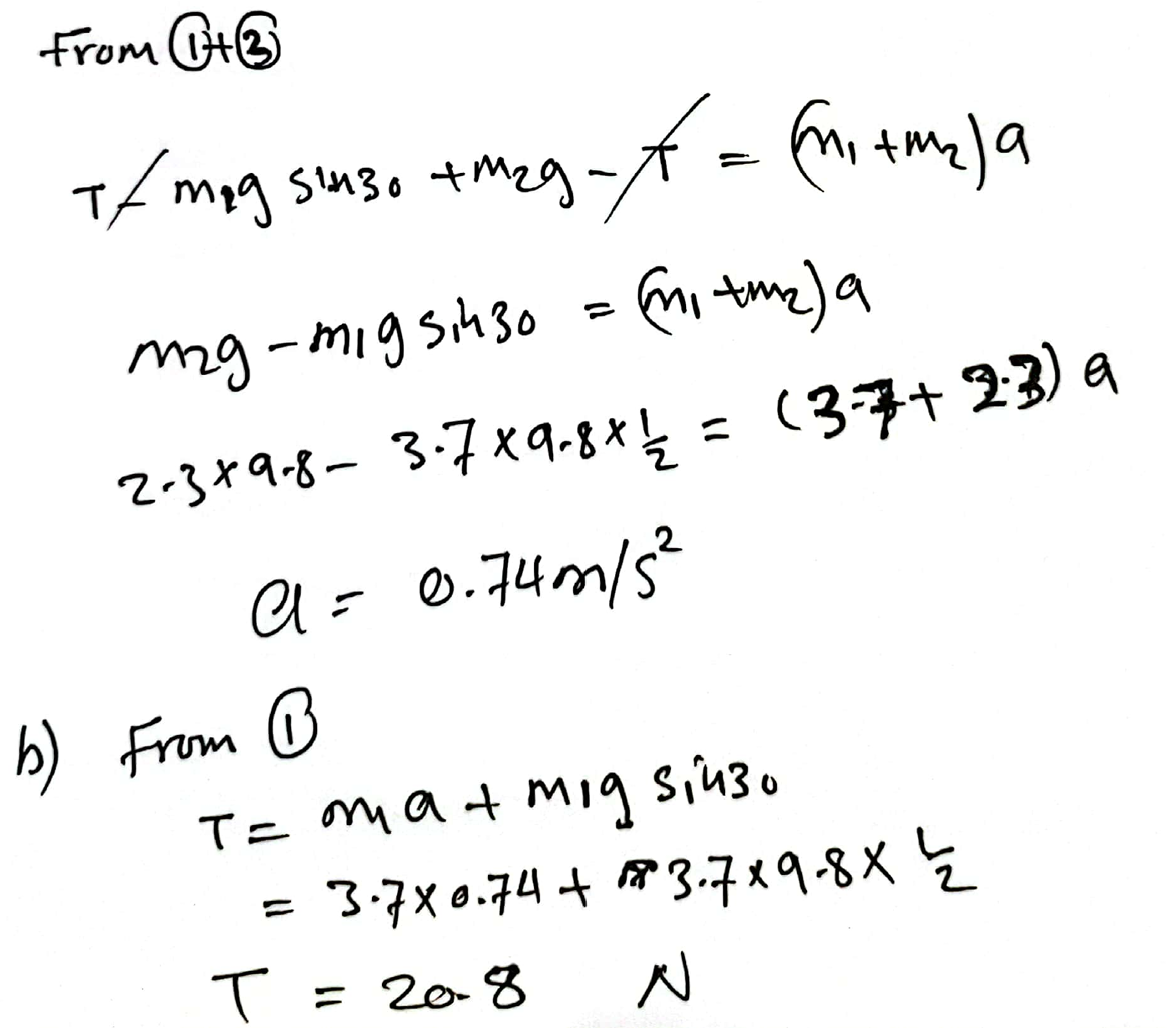 From ①+③
T - m1g sin30 + m2g - T = (m1 + m2) a
m2g - m1g sin30 = (m1 + m2) a
2.3 × 9.8 - 3.7 × 9.8 × 1/2 = (3.7 + 2.3) a
a = 0.74 m/s²
b) From ①
T = m a + m1g sin30
= 3.7 × 0.74 + 3.7 × 9.8 × 1/2
T = 20.8 N